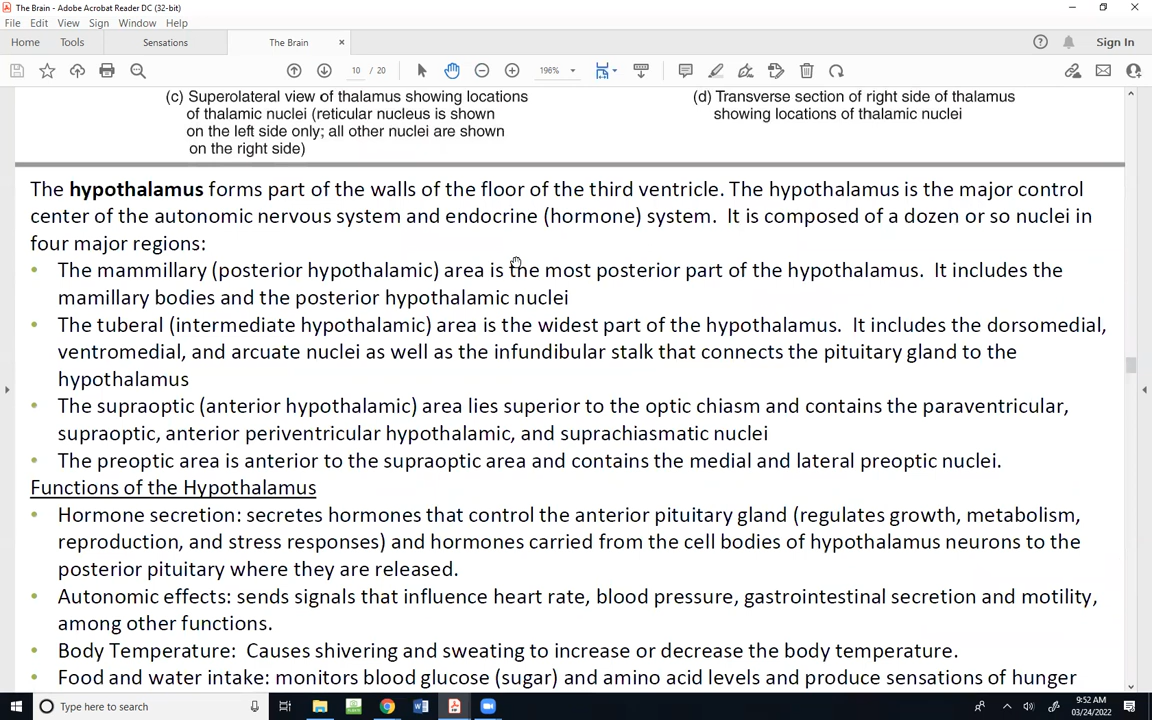 The Brain - Adobe Acrobat Reader DC (32-bit)
File Edit View Sign Window Help
Home Tools Sensations The Brain × Sign In
10 / 20 196%
(c) Superolateral view of thalamus showing locations
of thalamic nuclei (reticular nucleus is shown
on the left side only; all other nuclei are shown
on the right side)
(d) Transverse section of right side of thalamus
showing locations of thalamic nuclei
The hypothalamus forms part of the walls of the floor of the third ventricle. The hypothalamus is the major control
center of the autonomic nervous system and endocrine (hormone) system. It is composed of a dozen or so nuclei in
four major regions:
• The mammillary (posterior hypothalamic) area is the most posterior part of the hypothalamus. It includes the
mamillary bodies and the posterior hypothalamic nuclei
• The tuberal (intermediate hypothalamic) area is the widest part of the hypothalamus. It includes the dorsomedial,
ventromedial, and arcuate nuclei as well as the infundibular stalk that connects the pituitary gland to the
hypothalamus
• The supraoptic (anterior hypothalamic) area lies superior to the optic chiasm and contains the paraventricular,
supraoptic, anterior periventricular hypothalamic, and suprachiasmatic nuclei
• The preoptic area is anterior to the supraoptic area and contains the medial and lateral preoptic nuclei.
Functions of the Hypothalamus
• Hormone secretion: secretes hormones that control the anterior pituitary gland (regulates growth, metabolism,
reproduction, and stress responses) and hormones carried from the cell bodies of hypothalamus neurons to the
posterior pituitary where they are released.
• Autonomic effects: sends signals that influence heart rate, blood pressure, gastrointestinal secretion and motility,
among other functions.
• Body Temperature: Causes shivering and sweating to increase or decrease the body temperature.
• Food and water intake: monitors blood glucose (sugar) and amino acid levels and produce sensations of hunger
Type here to search
9:52 AM
03/24/2022